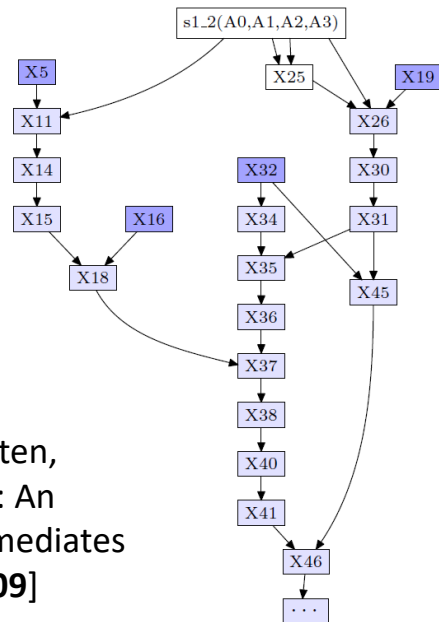 s1_2(A0,A1,A2,A3)
X5
X25
X19
X11
X26
X14
X32
X30
X15
X16
X34
X31
X18
X35
X45
X36
X37
X38
ten,
X40
: An
X41
mediates
X46
09]
...